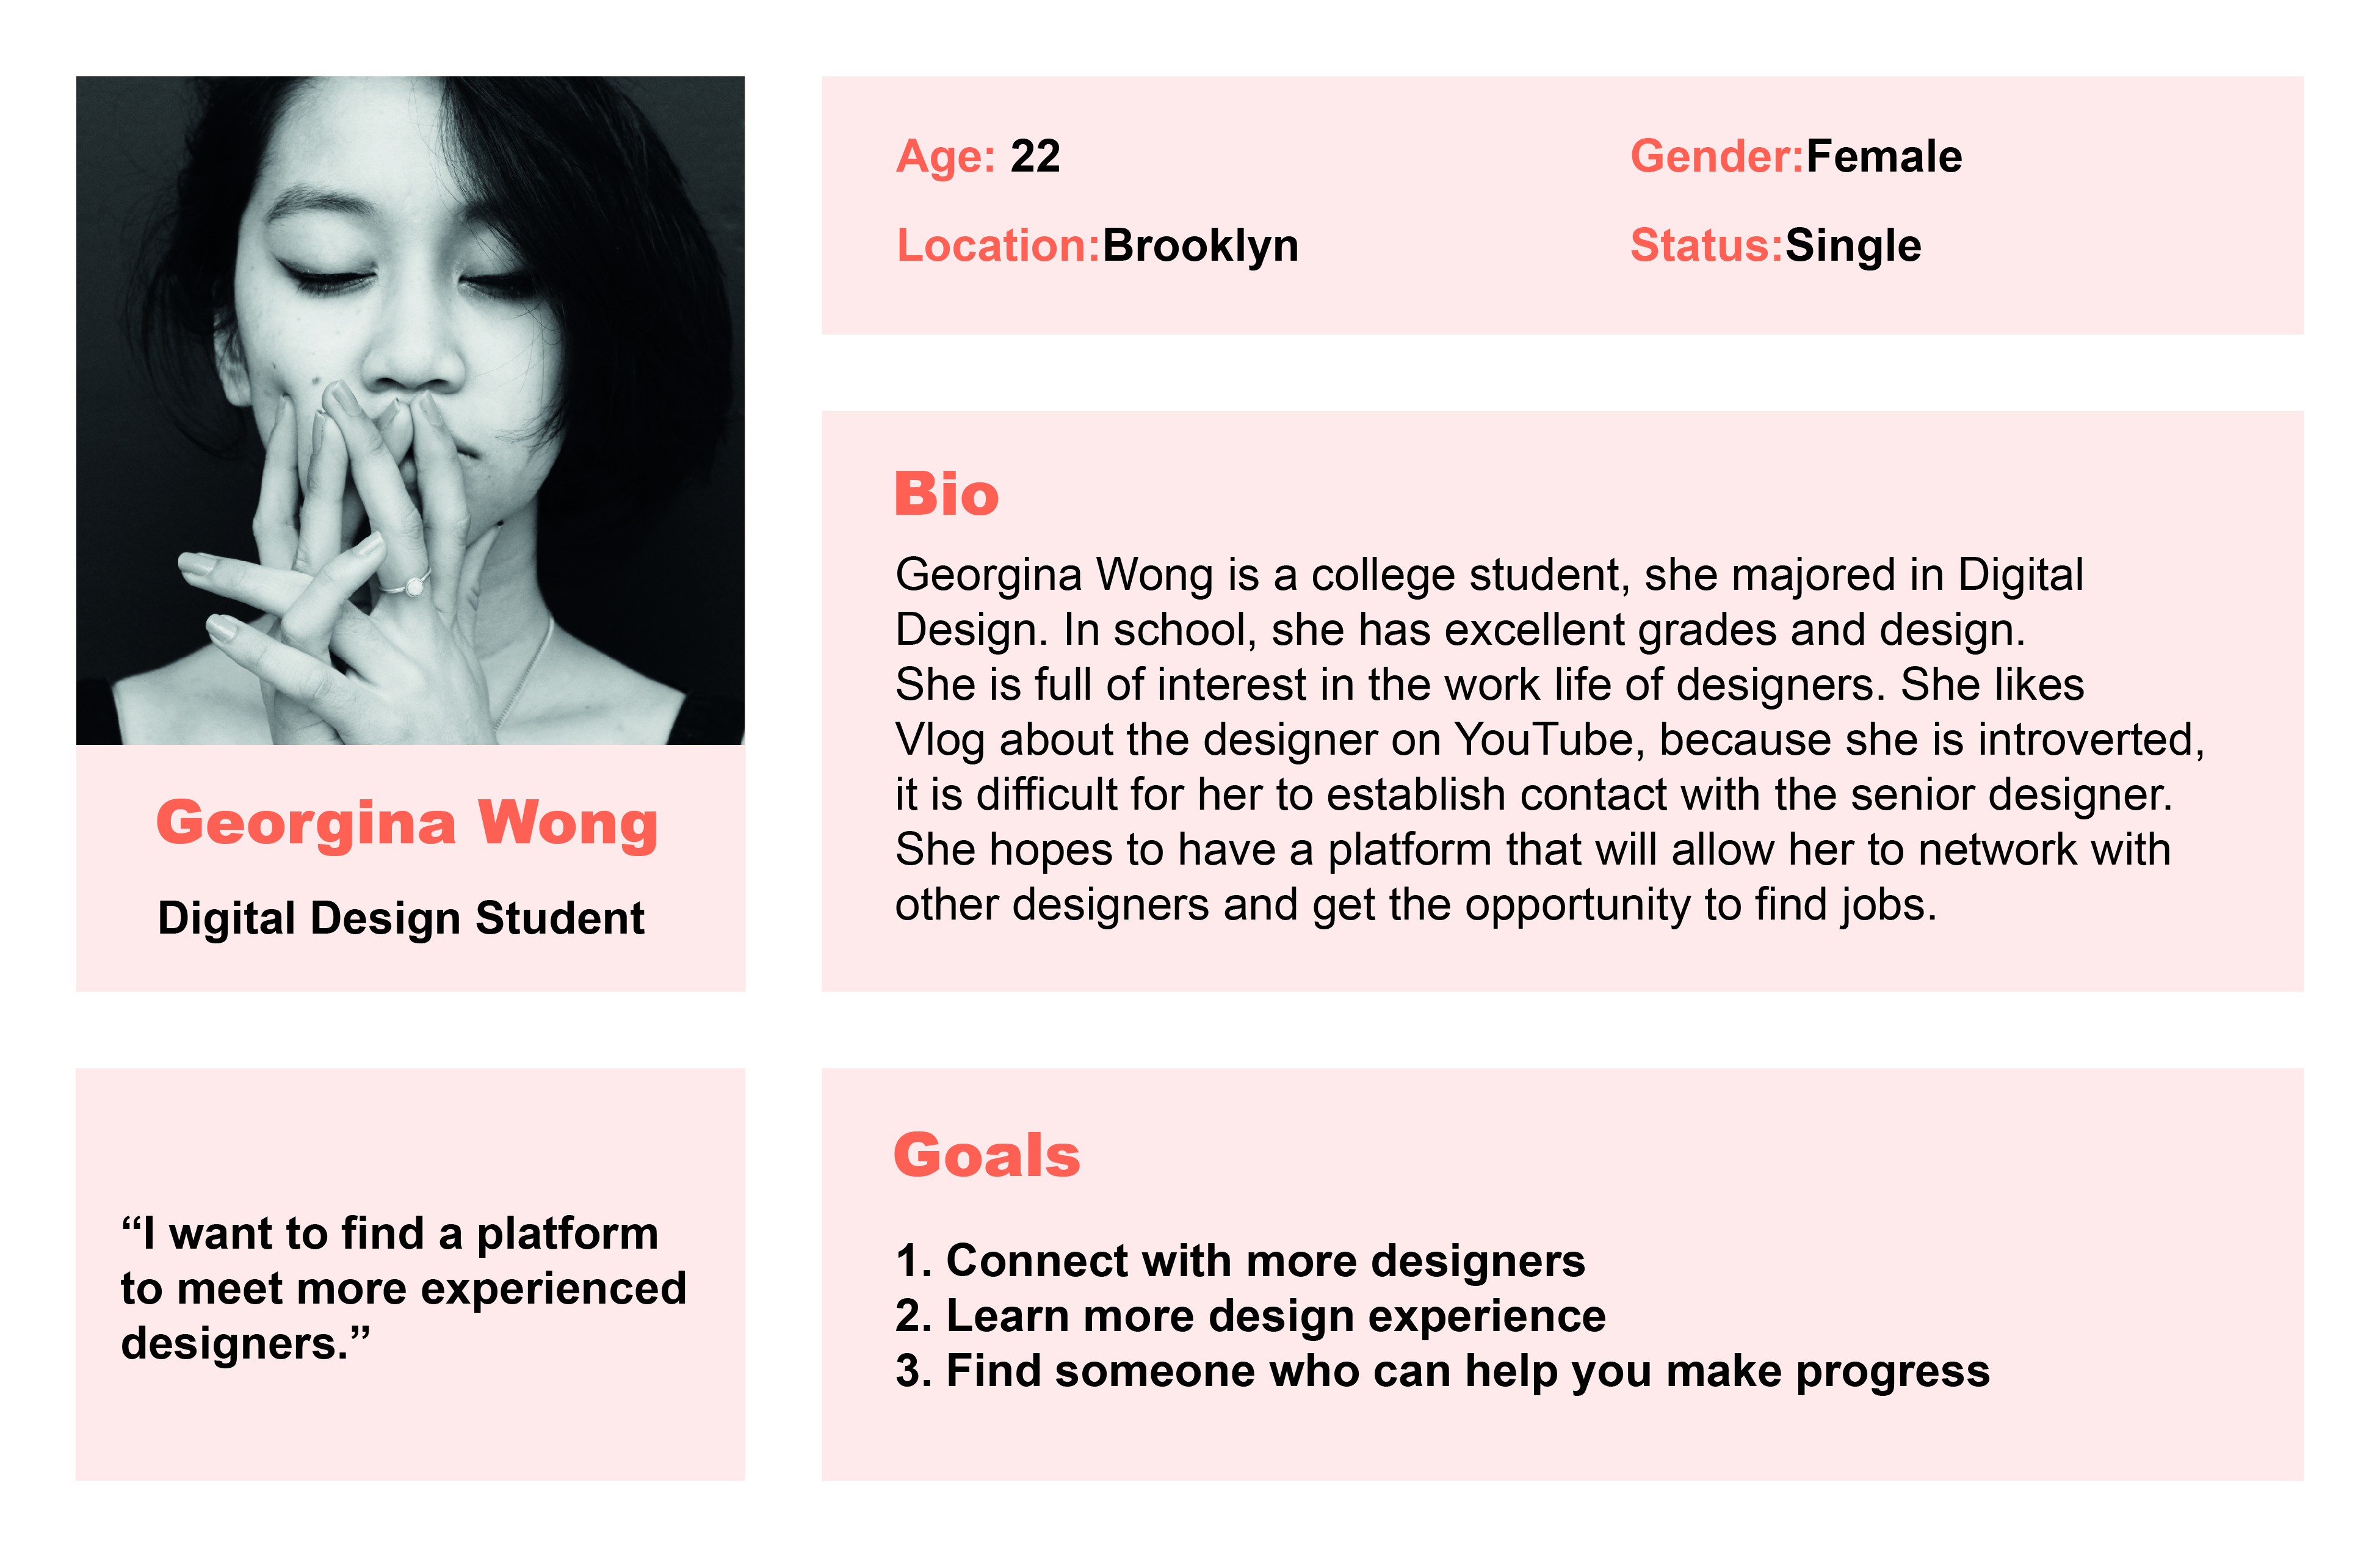 Georgina Wong
Digital Design Student
“I want to find a platform
to meet more experienced
designers.”
Age: 22
Gender:Female
Location:Brooklyn
Status:Single
Bio
Georgina Wong is a college student, she majored in Digital
Design. In school, she has excellent grades and design.
She is full of interest in the work life of designers. She likes
Vlog about the designer on YouTube, because she is introverted,
it is difficult for her to establish contact with the senior designer.
She hopes to have a platform that will allow her to network with
other designers and get the opportunity to find jobs.
Goals
1. Connect with more designers
2. Learn more design experience
3. Find someone who can help you make progress